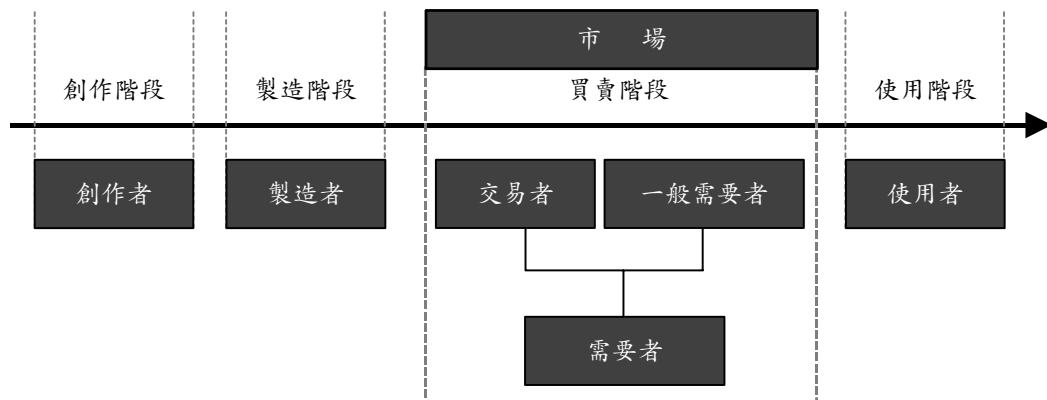 市 場
創作階段 製造階段 買賣階段 使用階段
創作者 製造者 交易者 一般需要者 使用者
需要者